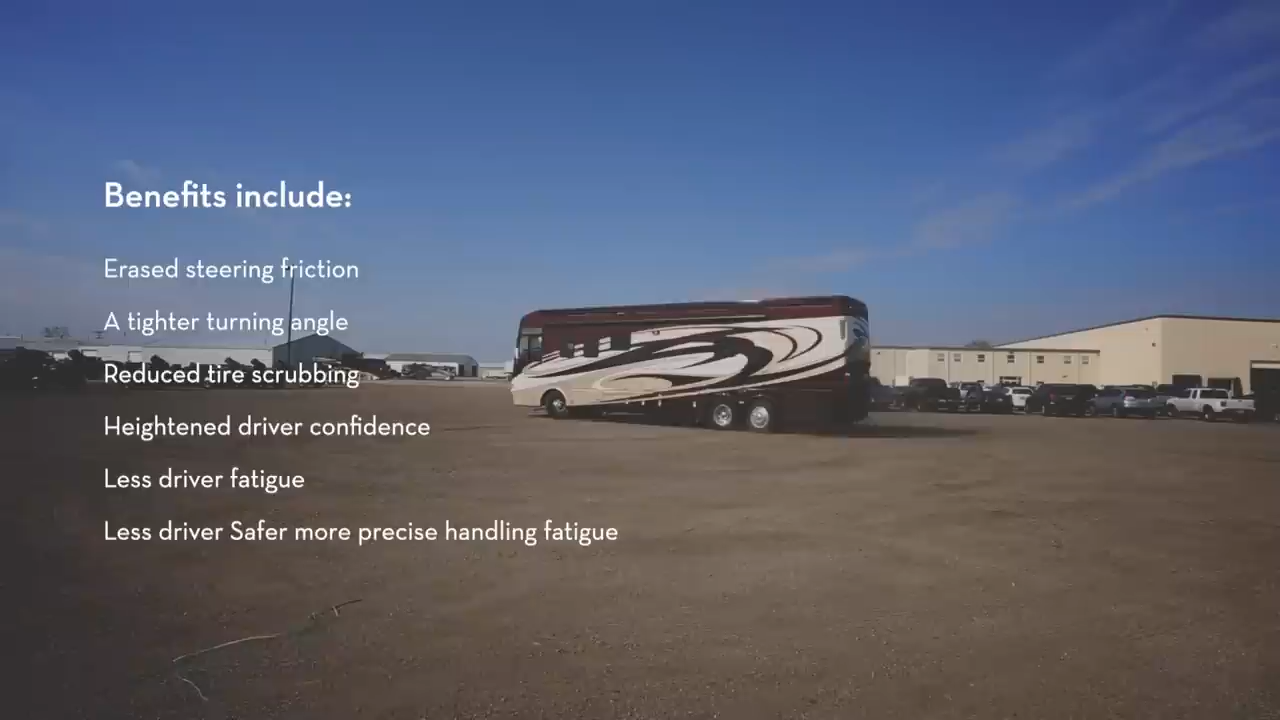 Benefits include:
Erased steering friction
A tighter turning angle
Reduced tire scrubbing
Heightened driver confidence
Less driver fatigue
Less driver Safer more precise handling fatigue